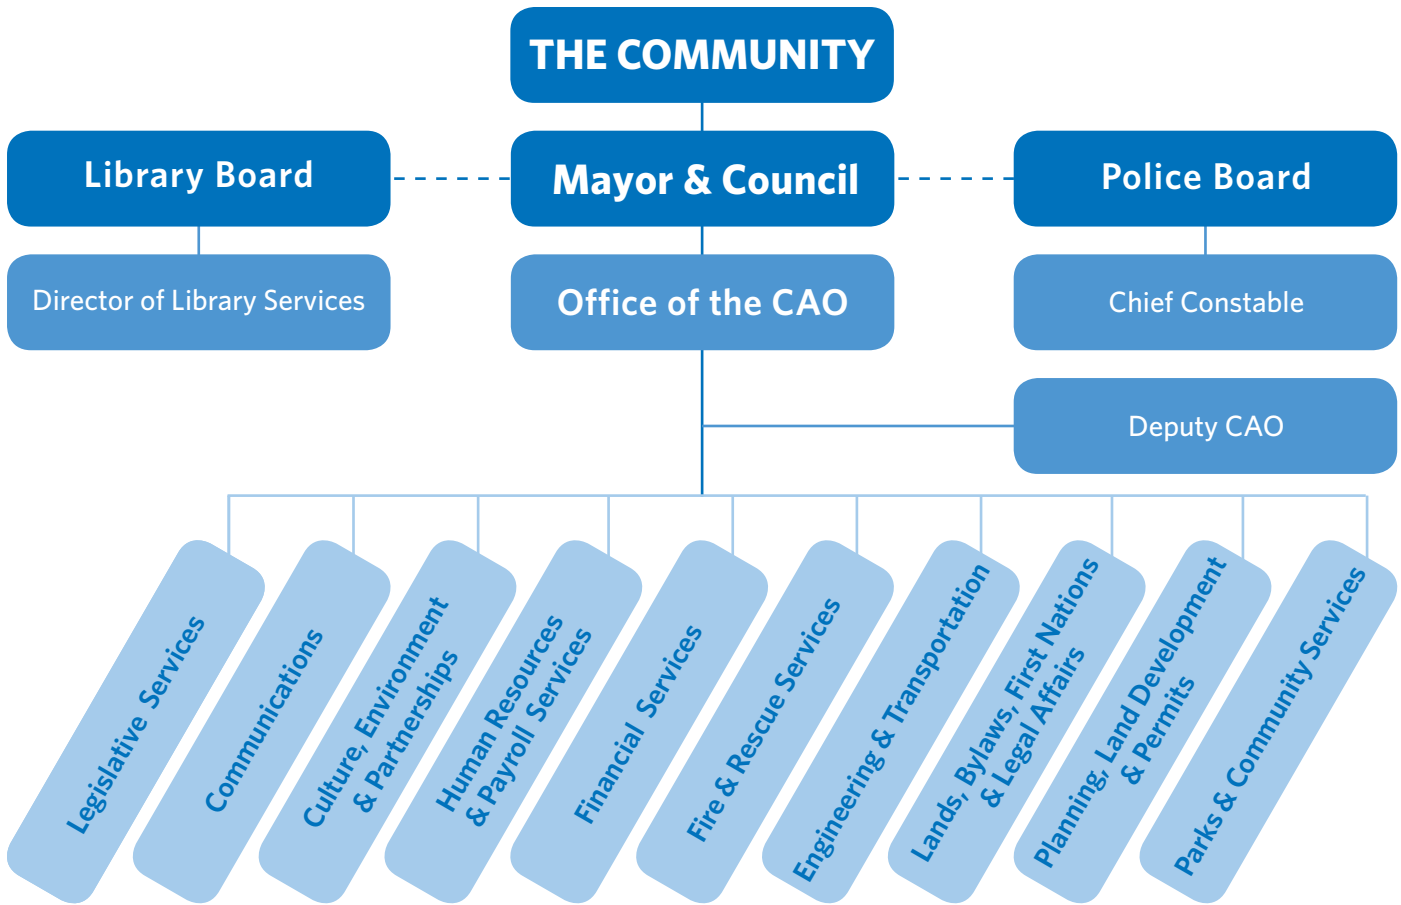 THE COMMUNITY
Library Board
Mayor & Council
Police Board
Director of Library Services
Office of the CAO
Chief Constable
Deputy CAO
Legislative Services
Communications
Culture, Environment
& Partnerships
Human Resources
& Payroll Services
Financial Services
Fire & Rescue Services
Engineering & Transportation
Lands, Bylaws, First Nations
& Legal Affairs
Planning, Land Development
& Permits
Parks & Community Services